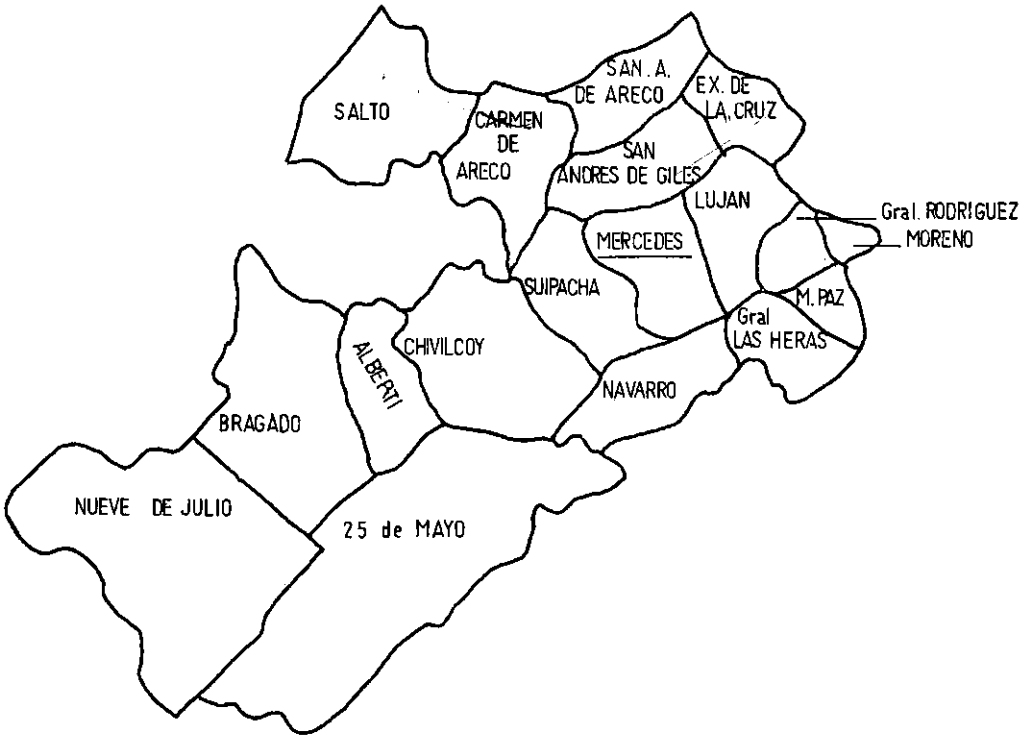 SAN. A.
DE ARECO
EX. DE
LA, CRUZ
SALTO
CARMEN
DE
ARECO
SAN
ANDRES DE GILES
LUJAN
Gral. RODRIGUEZ
MORENO
MERCEDES
SUIPACHA
M. PAZ
Gral
LAS HERAS
CHIVILCOY
ALBERTI
NAVARRO
BRAGADO
NUEVE DE JULIO
25 de MAYO